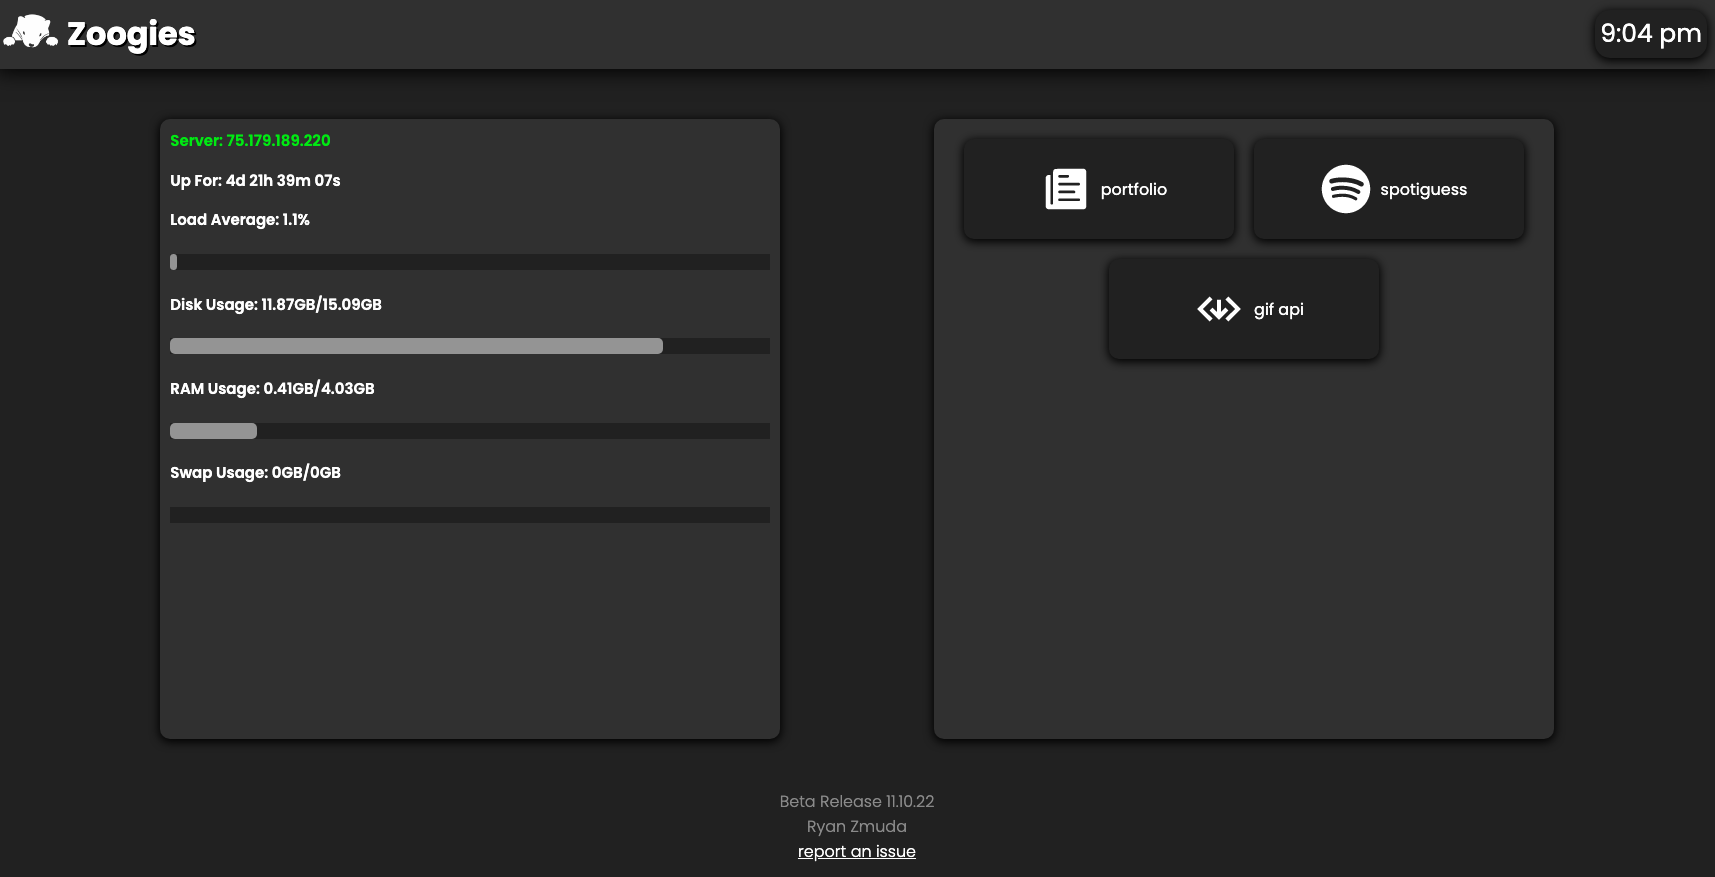 Zoogies
9:04 pm
Server: 75.179.189.220
Up For: 4d 21h 39m 07s
Load Average: 1.1%
Disk Usage: 11.87GB/15.09GB
RAM Usage: 0.41GB/4.03GB
Swap Usage: 0GB/0GB
portfolio
spotiguess
gif api
Beta Release 11.10.22
Ryan Zmuda
report an issue